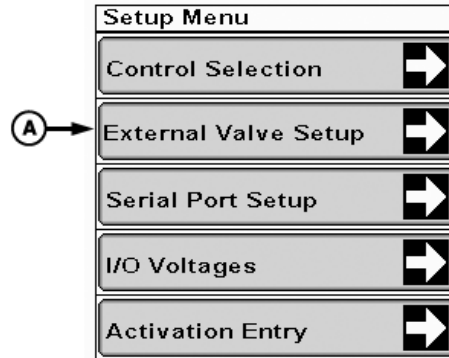 Setup Menu
Control Selection
A
External Valve Setup
Serial Port Setup
I/O Voltages
Activation Entry